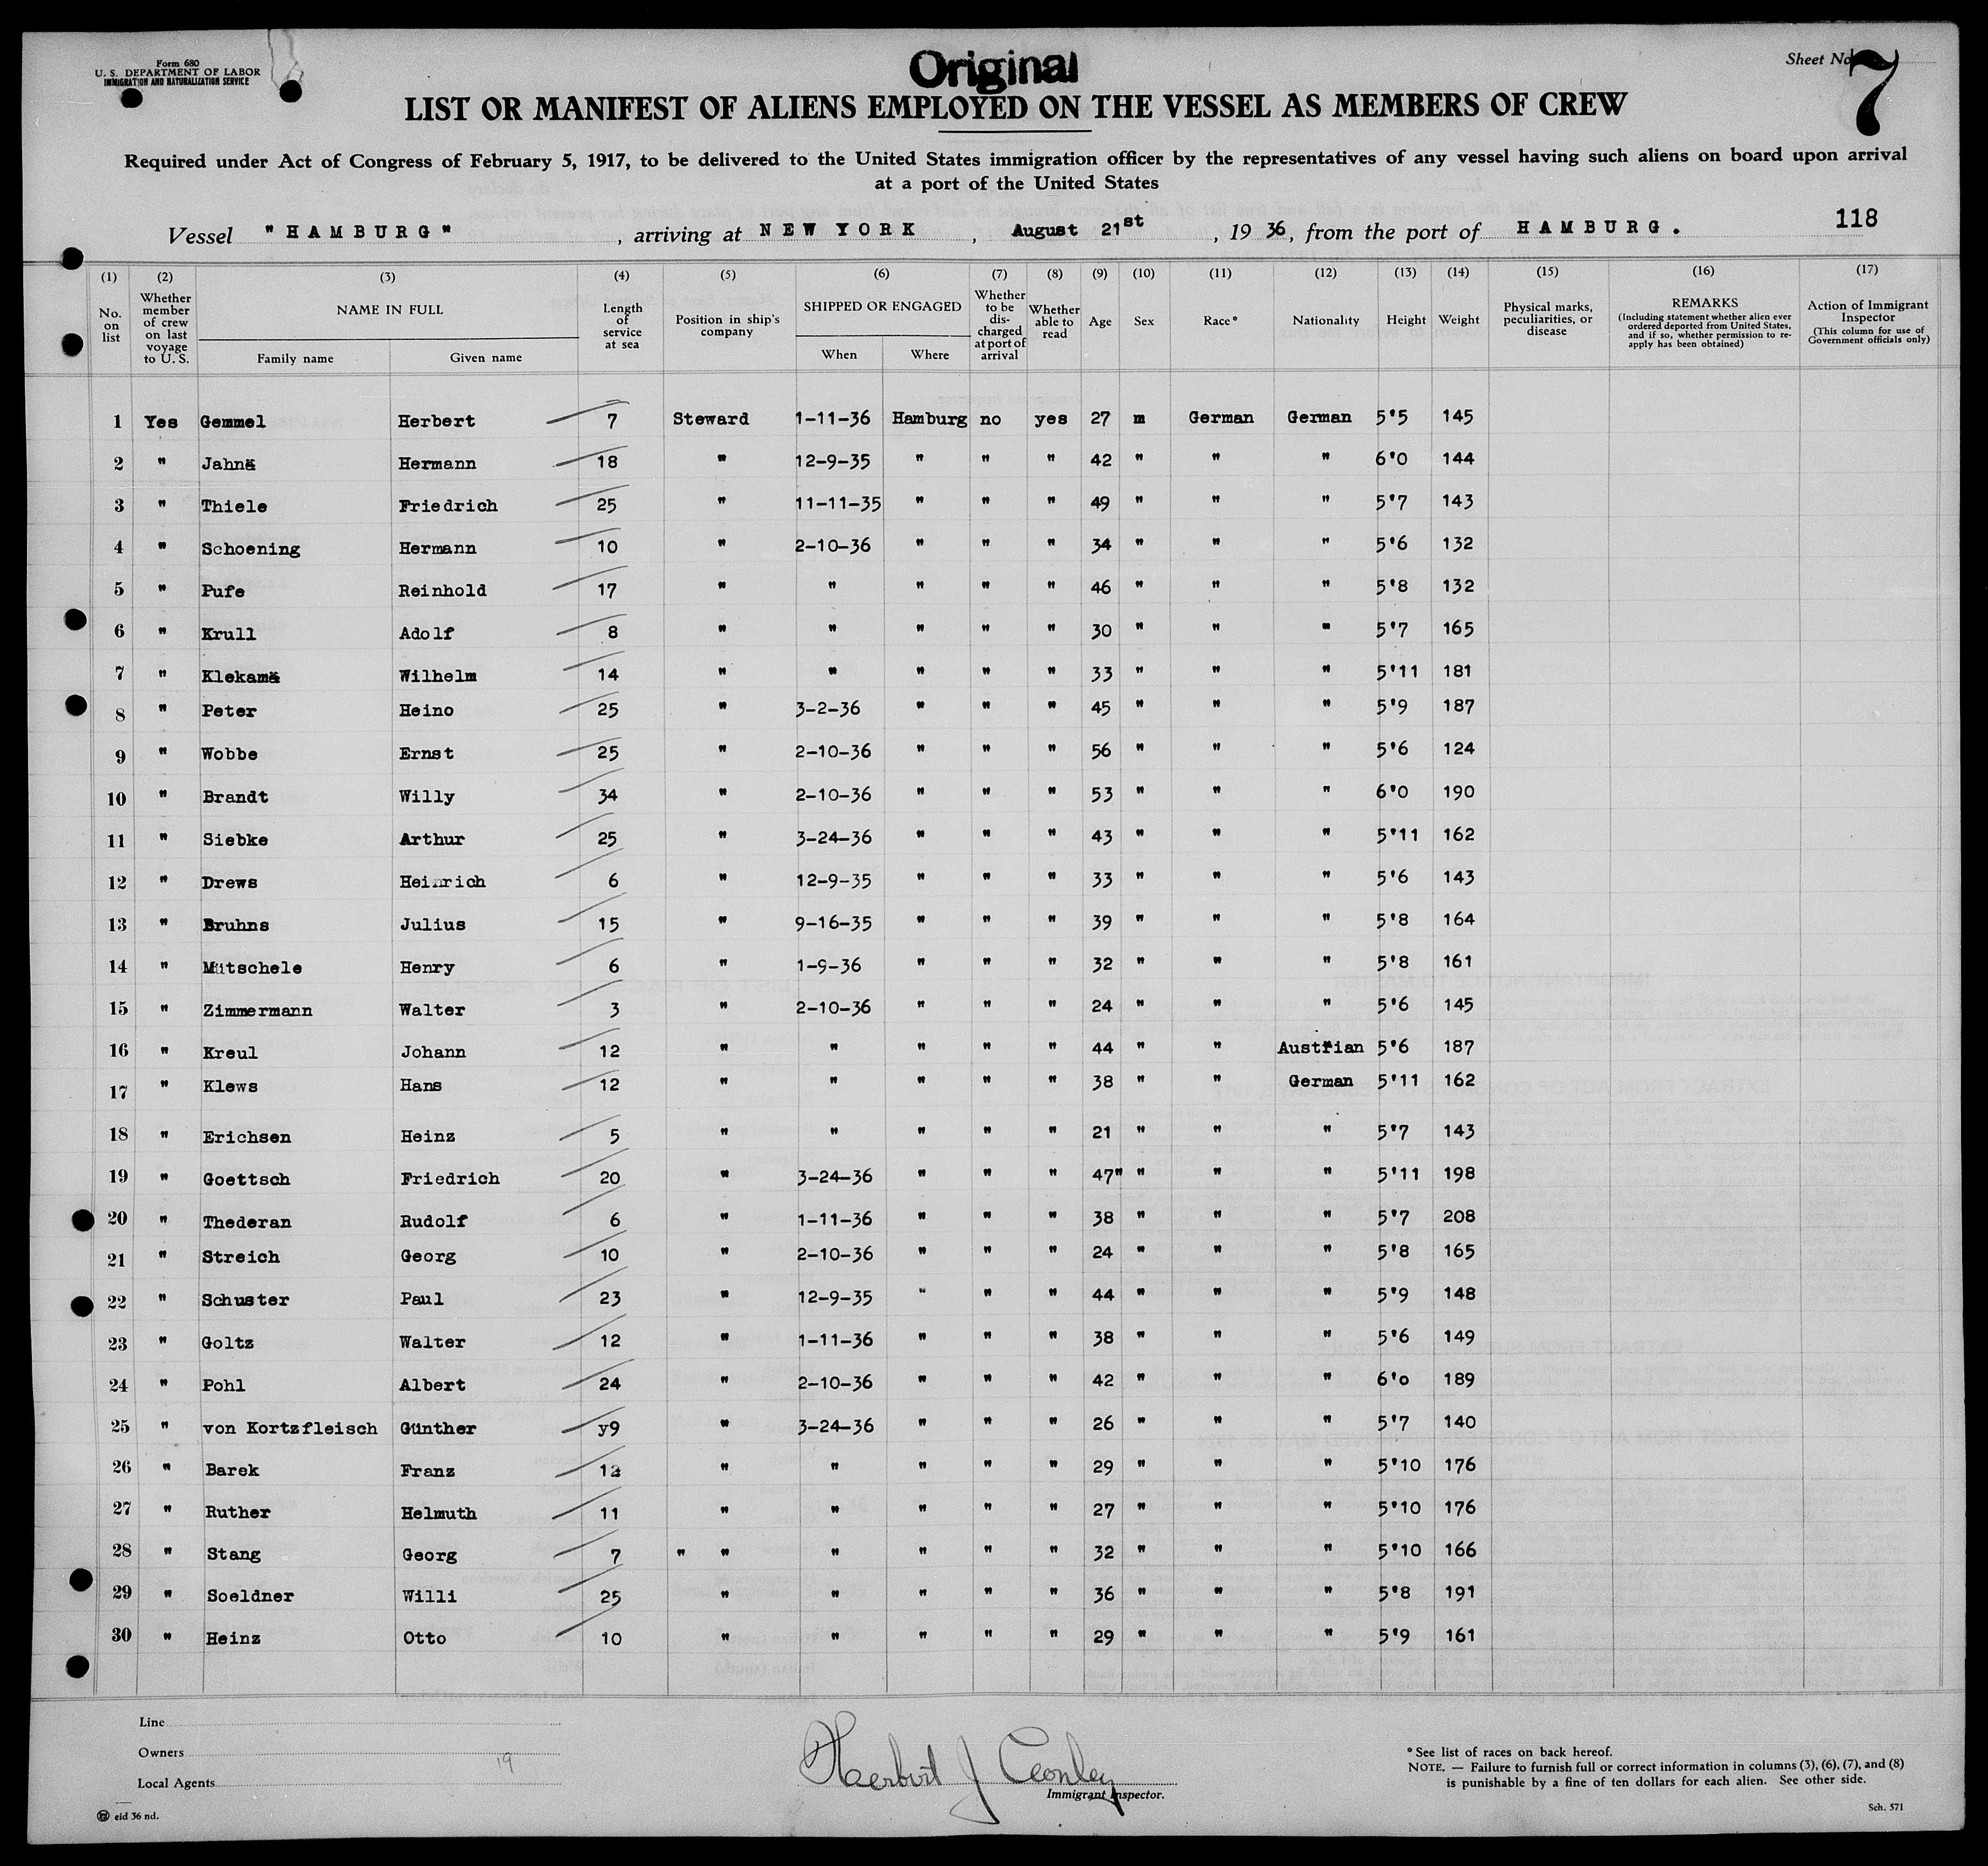 Form 680
U. S. DEPARTMENT OF LABOR
IMMIGRATION AND NATURALIZATION SERVICE
Original
Sheet No. 7
LIST OR MANIFEST OF ALIENS EMPLOYED ON THE VESSEL AS MEMBERS OF CREW
Required under Act of Congress of February 5, 1917, to be delivered to the United States immigration officer by the representatives of any vessel having such aliens on board upon arrival
at a port of the United States
118
Vessel "HAMBURG" , arriving at NEW YORK , August 21st , 19 36, from the port of HAMBURG.
(1) (2) (3) (4) (5) (6) (7) (8) (9) (10) (11) (12) (13) (14) (15) (16) (17)
No. on list
Whether member of crew on last voyage to U. S.
NAME IN FULL
Family name Given name
Length of service at sea
Position in ship's company
SHIPPED OR ENGAGED
When Where
Whether to be discharged at port of arrival
Whether able to read
Age
Sex
Race*
Nationality
Height
Weight
Physical marks, peculiarities, or disease
REMARKS
(Including statement whether alien ever ordered deported from United States, and if so, whether permission to re-apply has been obtained)
Action of Immigrant Inspector
(This column for use of Government officials only)
1 Yes Gemmel Herbert 7 Steward 1-11-36 Hamburg no yes 27 m German German 5'5 145
2 " Jahnä Hermann 18 " 12-9-35 " " " 42 " " " 6'0 144
3 " Thiele Friedrich 25 " 11-11-35 " " " 49 " " " 5'7 143
4 " Schoening Hermann 10 " 2-10-36 " " " 34 " " " 5'6 132
5 " Pufe Reinhold 17 " " " " " 46 " " " 5'8 132
6 " Krull Adolf 8 " " " " " 30 " " " 5'7 165
7 " Klekamä Wilhelm 14 " " " " " 33 " " " 5'11 181
8 " Peter Heino 25 " 3-2-36 " " " 45 " " " 5'9 187
9 " Wobbe Ernst 25 " 2-10-36 " " " 56 " " " 5'6 124
10 " Brandt Willy 34 " 2-10-36 " " " 53 " " " 6'0 190
11 " Siebke Arthur 25 " 3-24-36 " " " 43 " " " 5'11 162
12 " Drews Heinrich 6 " 12-9-35 " " " 33 " " " 5'6 143
13 " Bruhns Julius 15 " 9-16-35 " " " 39 " " " 5'8 164
14 " Mütschele Henry 6 " 1-9-36 " " " 32 " " " 5'8 161
15 " Zimmermann Walter 3 " 2-10-36 " " " 24 " " " 5'6 145
16 " Kreul Johann 12 " " " " " 44 " " Austrian 5'6 187
17 " Klews Hans 12 " " " " " 38 " " German 5'11 162
18 " Erichsen Heinz 5 " " " " " 21 " " " 5'7 143
19 " Goettsch Friedrich 20 " 3-24-36 " " " 47" " " " 5'11 198
20 " Thederan Rudolf 6 " 1-11-36 " " " 38 " " " 5'7 208
21 " Streich Georg 10 " 2-10-36 " " " 24 " " " 5'8 165
22 " Schuster Paul 23 " 12-9-35 " " " 44 " " " 5'9 148
23 " Goltz Walter 12 " 1-11-36 " " " 38 " " " 5'6 149
24 " Pohl Albert 24 " 2-10-36 " " " 42 " " " 6'o 189
25 " von Kortzfleisch Günther y9 " 3-24-36 " " " 26 " " " 5'7 140
26 " Barek Franz 12 " " " " " 29 " " " 5'10 176
27 " Ruther Helmuth 11 " " " " " 27 " " " 5'10 176
28 " Stang Georg 7 " " " " " " 32 " " " 5'10 166
29 " Soeldner Willi 25 " " " " " 36 " " " 5'8 191
30 " Heinz Otto 10 " " " " " 29 " " " 5'9 161
Line
Owners 19
Local Agents
eid 36 nd.
Herbert J Conley
Immigrant Inspector.
* See list of races on back hereof.
NOTE. — Failure to furnish full or correct information in columns (3), (6), (7), and (8)
is punishable by a fine of ten dollars for each alien. See other side.
Sch. 571